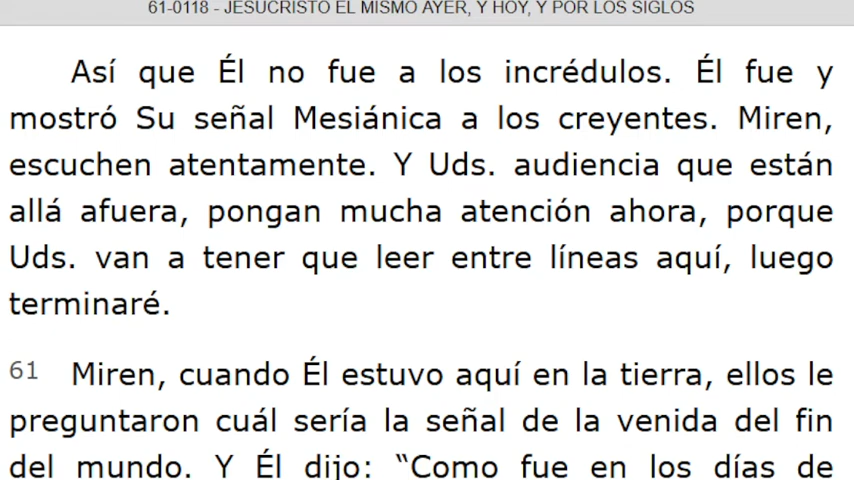 61-0118 - JESUCRISTO EL MISMO AYER, Y HOY, Y POR LOS SIGLOS
Así que Él no fue a los incrédulos. Él fue y
mostró Su señal Mesiánica a los creyentes. Miren,
escuchen atentamente. Y Uds. audiencia que están
allá afuera, pongan mucha atención ahora, porque
Uds. van a tener que leer entre líneas aquí, luego
terminaré.
61 Miren, cuando Él estuvo aquí en la tierra, ellos le
preguntaron cuál sería la señal de la venida del fin
del mundo. Y Él dijo: “Como fue en los días de